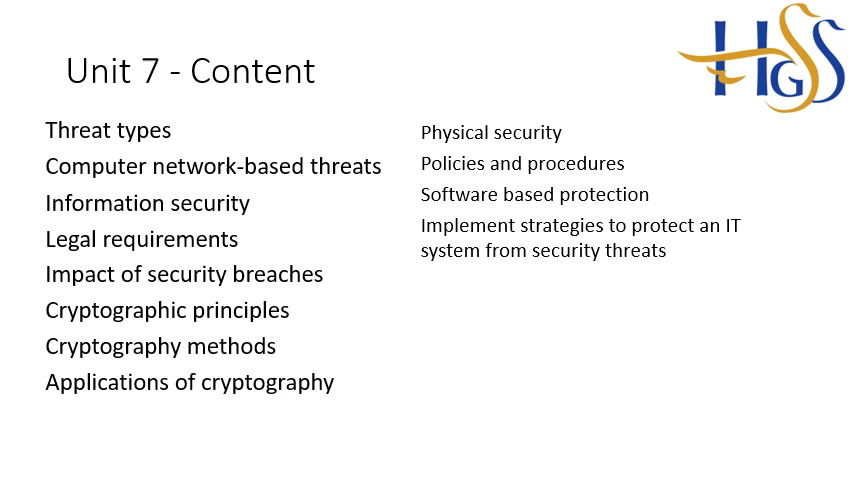 Unit 7 - Content
HGSS
Threat types
Computer network-based threats
Information security
Legal requirements
Impact of security breaches
Cryptographic principles
Cryptography methods
Applications of cryptography
Physical security
Policies and procedures
Software based protection
Implement strategies to protect an IT
system from security threats